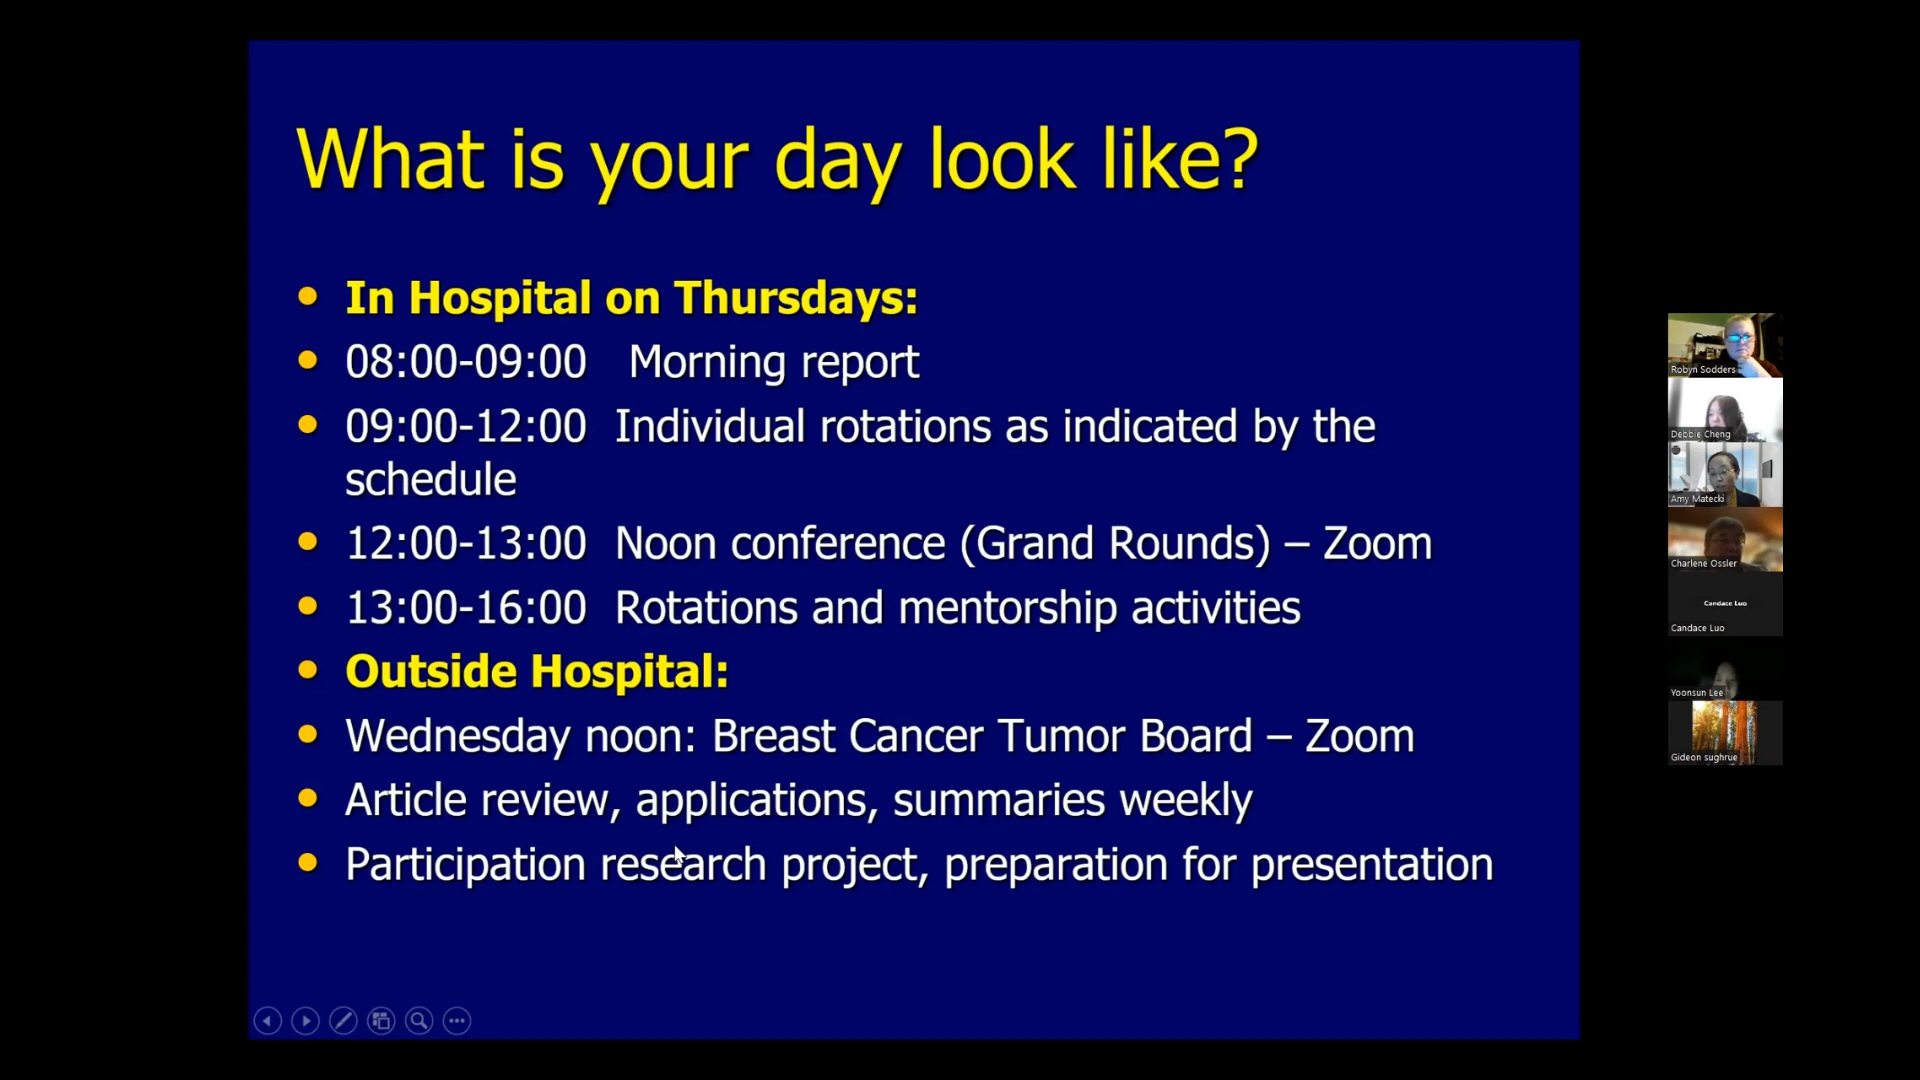 What is your day look like?
In Hospital on Thursdays:
08:00-09:00 Morning report
09:00-12:00 Individual rotations as indicated by the
schedule
12:00-13:00 Noon conference (Grand Rounds) – Zoom
13:00-16:00 Rotations and mentorship activities
Outside Hospital:
Wednesday noon: Breast Cancer Tumor Board – Zoom
Article review, applications, summaries weekly
Participation research project, preparation for presentation
Robyn Sodders
Debbie Cheng
Amy Matecki
Charlene Ossler
Candace Luo
Candace Luo
Yoonsun Lee
Gideon sughrue